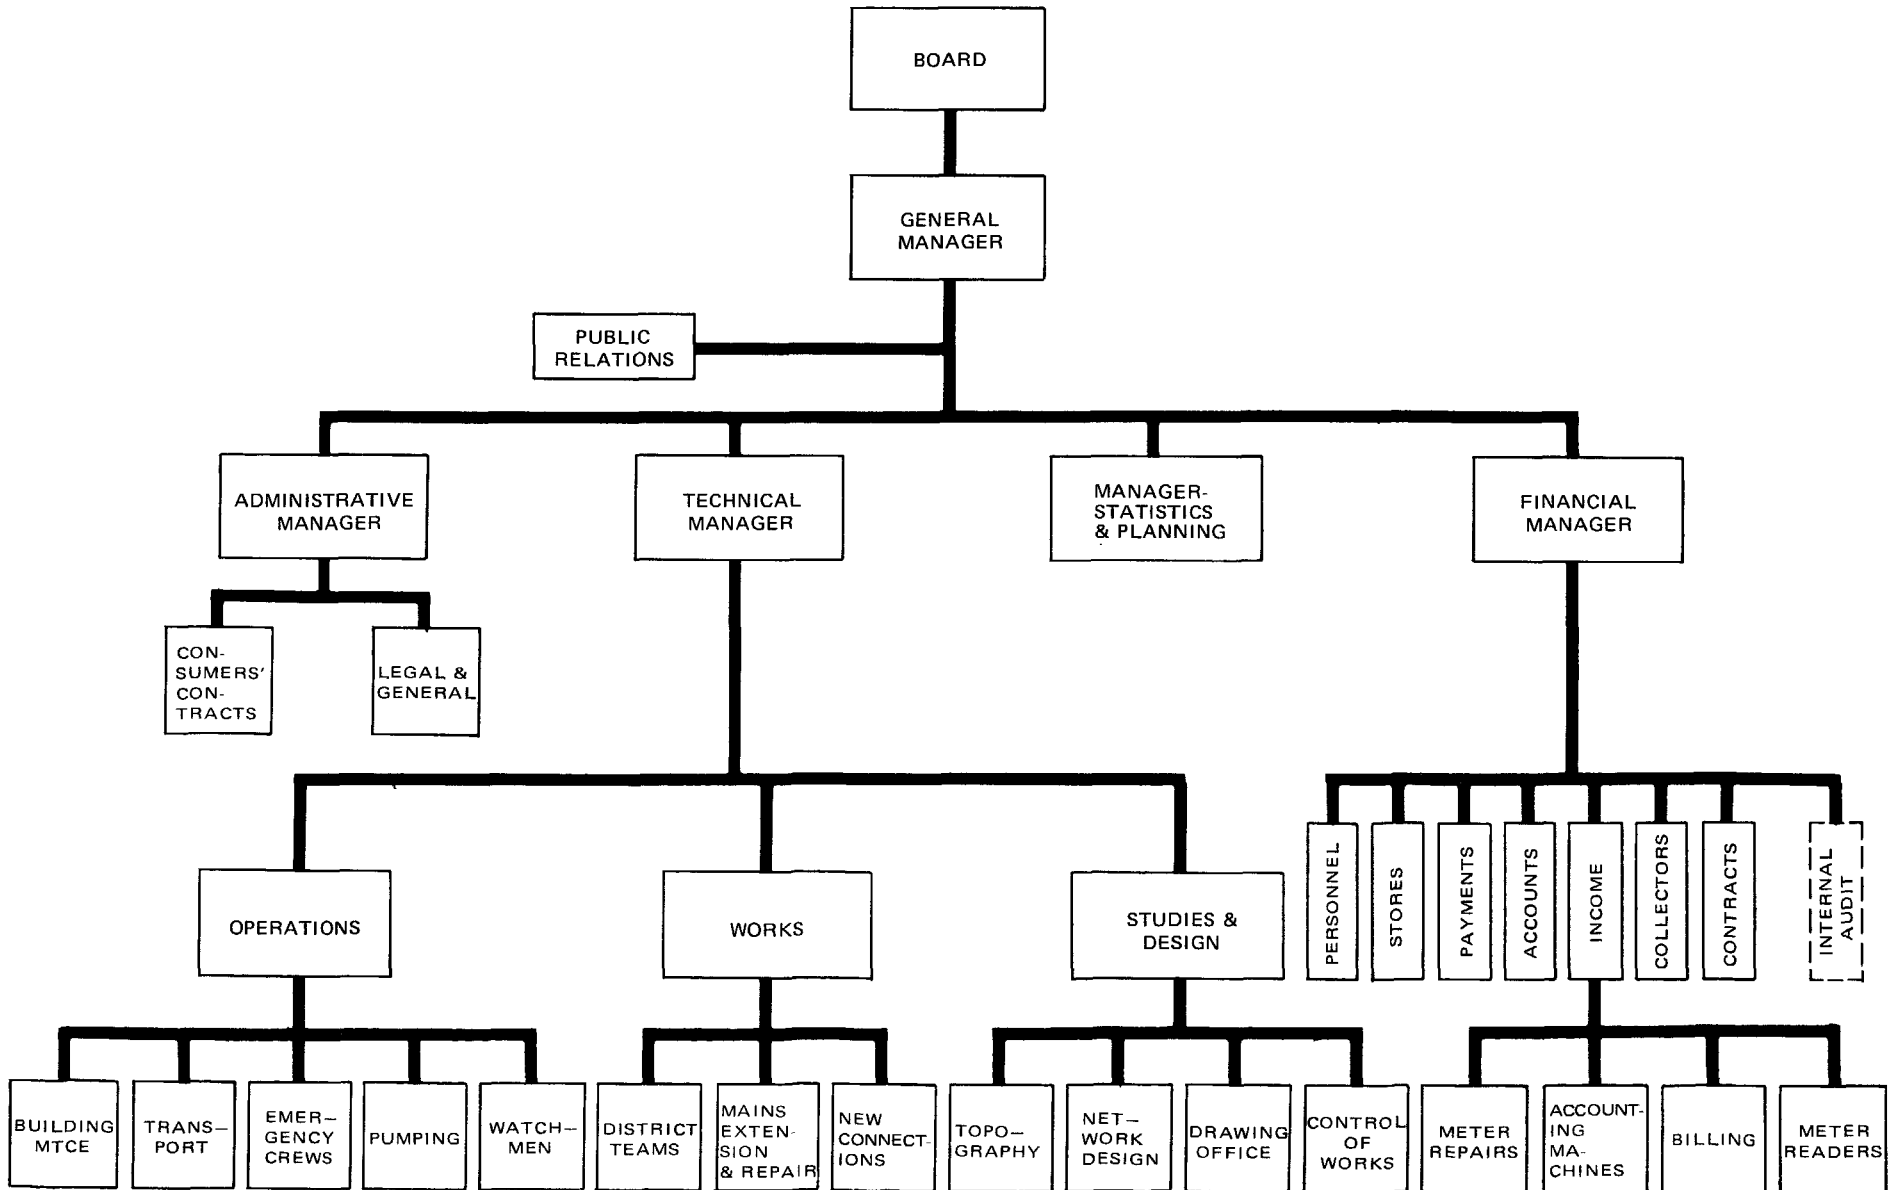 BOARD
GENERAL
MANAGER
PUBLIC
RELATIONS
ADMINISTRATIVE
MANAGER
TECHNICAL
MANAGER
MANAGER-
STATISTICS
& PLANNING
FINANCIAL
MANAGER
CON-
SUMERS'
CON-
TRACTS
LEGAL &
GENERAL
OPERATIONS
WORKS
STUDIES &
DESIGN
PERSONNEL
STORES
PAYMENTS
ACCOUNTS
INCOME
COLLECTORS
CONTRACTS
INTERNAL
AUDIT
BUILDING
MTCE
TRANS—
PORT
EMER—
GENCY
CREWS
PUMPING
WATCH—
MEN
DISTRICT
TEAMS
MAINS
EXTEN-
SION
& REPAIR
NEW
CONNECT-
IONS
TOPO—
GRAPHY
NET—
WORK
DESIGN
DRAWING
OFFICE
CONTROL
OF
WORKS
METER
REPAIRS
ACCOUNT-
ING
MA-
CHINES
BILLING
METER
READERS